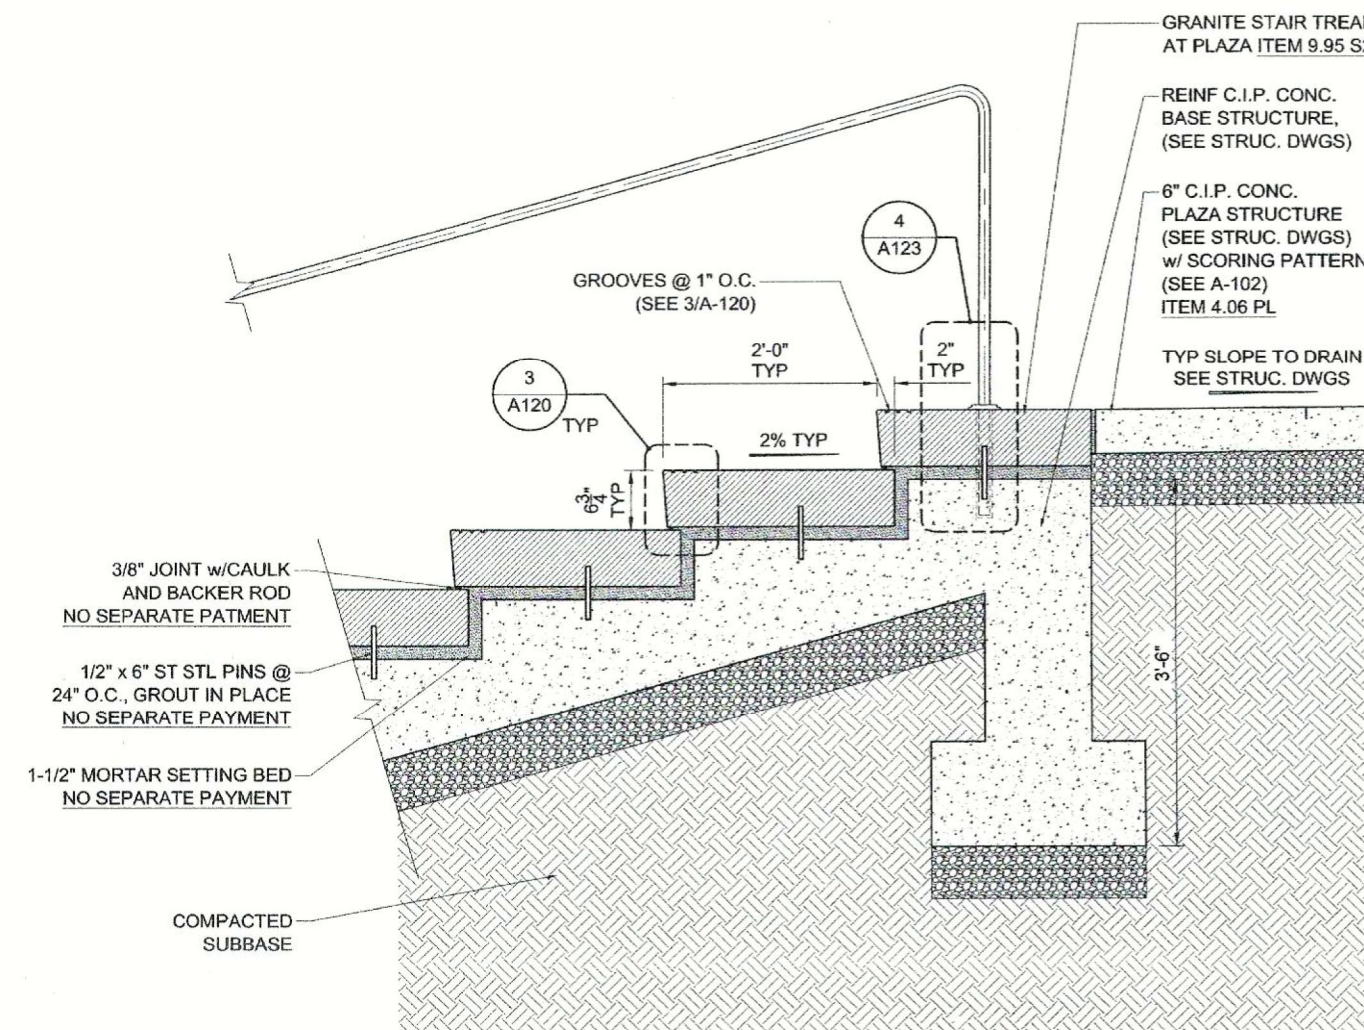 GRANITE STAIR
AT PLAZA ITEM 9.95
REINF C.I.P. CONC.
BASE STRUCTURE,
(SEE STRUC. DWGS)
6" C.I.P. CONC.
PLAZA STRUCTURE
(SEE STRUC. DWGS)
w/ SCORING PATTERN
(SEE A-102)
ITEM 4.06 PL
TYP SLOPE TO DRAIN
SEE STRUC. DWGS
4
A123
GROOVES @ 1" O.C.
(SEE 3/A-120)
2'-0"
TYP
2"
TYP
3
A120
TYP
2% TYP
6 3/4"
TYP
3/8" JOINT w/CAULK
AND BACKER ROD
NO SEPARATE PATMENT
1/2" x 6" ST STL PINS @
24" O.C., GROUT IN PLACE
NO SEPARATE PAYMENT
1-1/2" MORTAR SETTING BED
NO SEPARATE PAYMENT
3'-6"
COMPACTED
SUBBASE